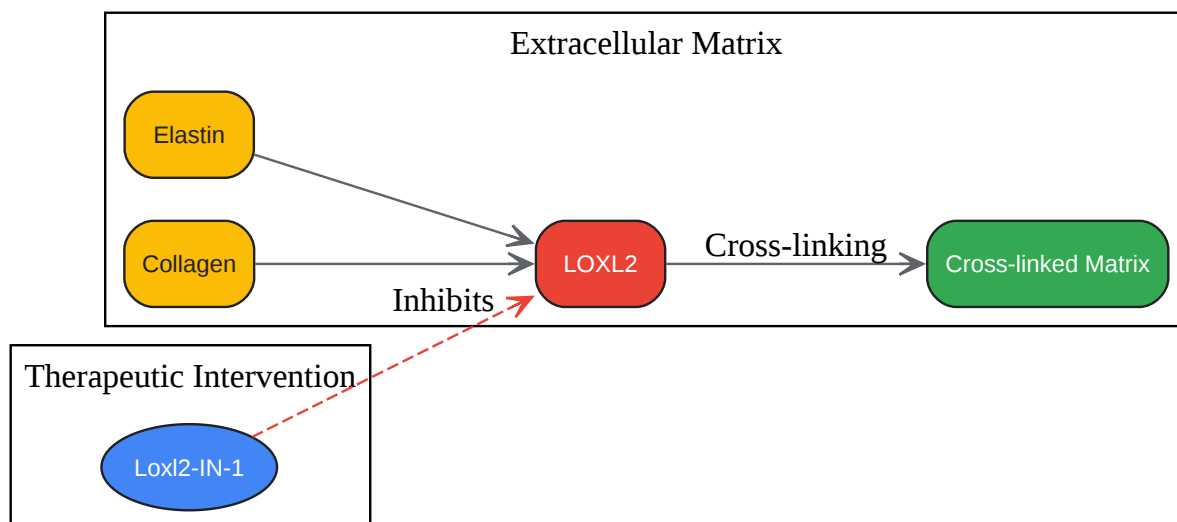 Extracellular Matrix
Elastin
Collagen
LOXL2
Cross-linking
Cross-linked Matrix
Inhibits
Therapeutic Intervention
Loxl2-IN-1